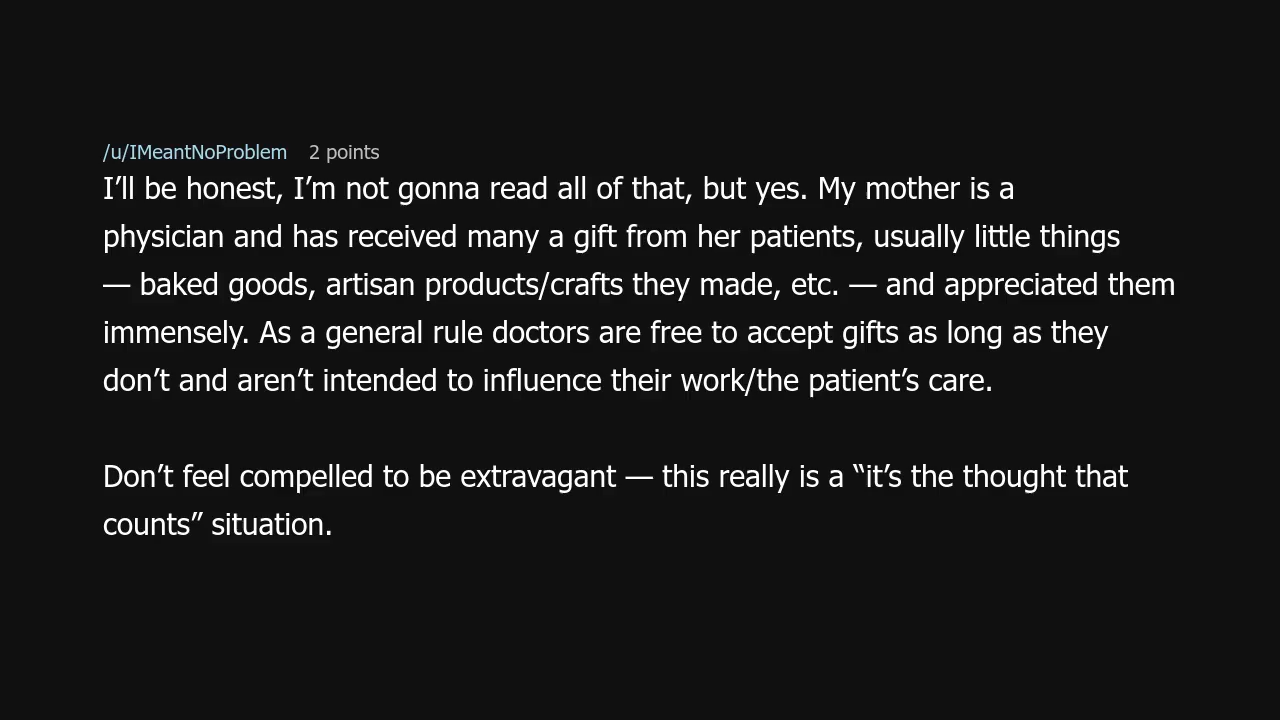 /u/IMeantNoProblem 2 points
I’ll be honest, I’m not gonna read all of that, but yes. My mother is a
physician and has received many a gift from her patients, usually little things
— baked goods, artisan products/crafts they made, etc. — and appreciated them
immensely. As a general rule doctors are free to accept gifts as long as they
don’t and aren’t intended to influence their work/the patient’s care.
Don’t feel compelled to be extravagant — this really is a “it’s the thought that
counts” situation.